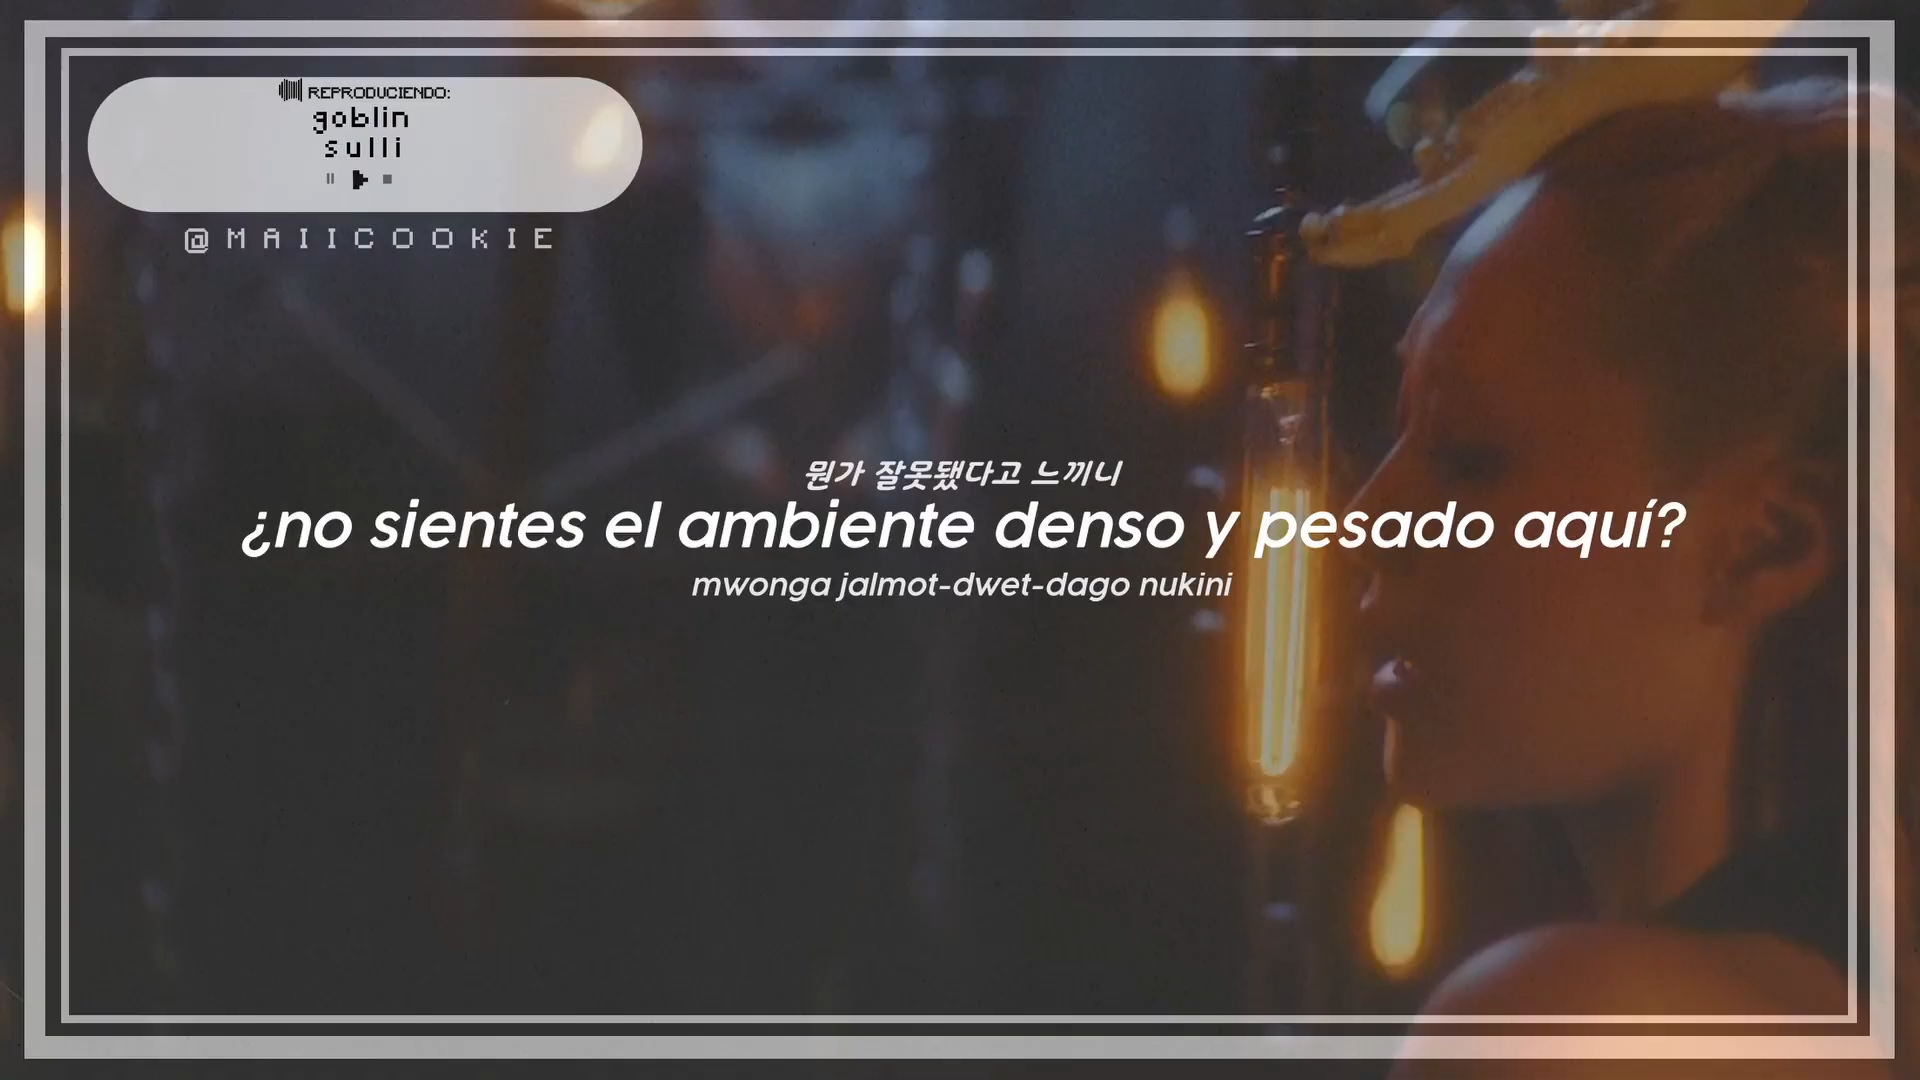 REPRODUCIENDO:
goblin
sulli
@MAIICOOKIE
뭔가 잘못됐다고 느끼니
¿no sientes el ambiente denso y pesado aquí?
mwonga jalmot-dwet-dago nukini